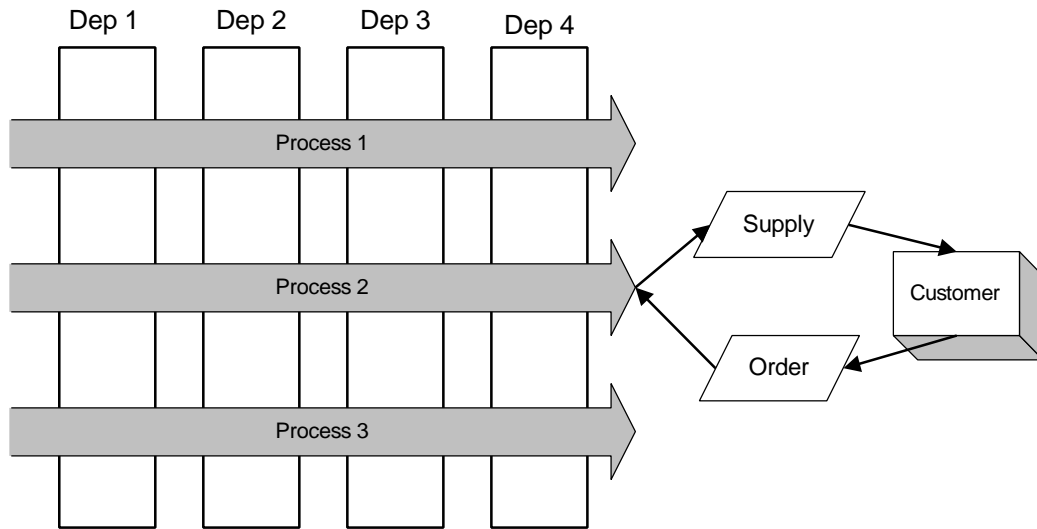 Dep 1
Dep 2
Dep 3
Dep 4
Process 1
Supply
Process 2
Customer
Order
Process 3